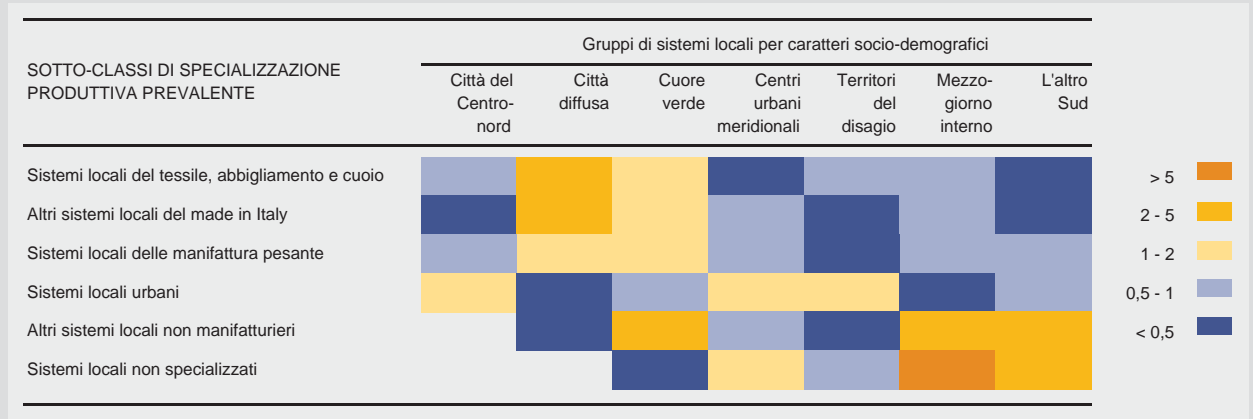 Gruppi di sistemi locali per caratteri socio-demografici
SOTTO-CLASSI DI SPECIALIZZAZIONE
PRODUTTIVA PREVALENTE
Città del
Centro-
nord
Città
diffusa
Cuore
verde
Centri
urbani
meridionali
Territori
del
disagio
Mezzo-
giorno
interno
L'altro
Sud
Sistemi locali del tessile, abbigliamento e cuoio
Altri sistemi locali del made in Italy
Sistemi locali delle manifattura pesante
Sistemi locali urbani
Altri sistemi locali non manifatturieri
Sistemi locali non specializzati
> 5
2 - 5
1 - 2
0,5 - 1
< 0,5